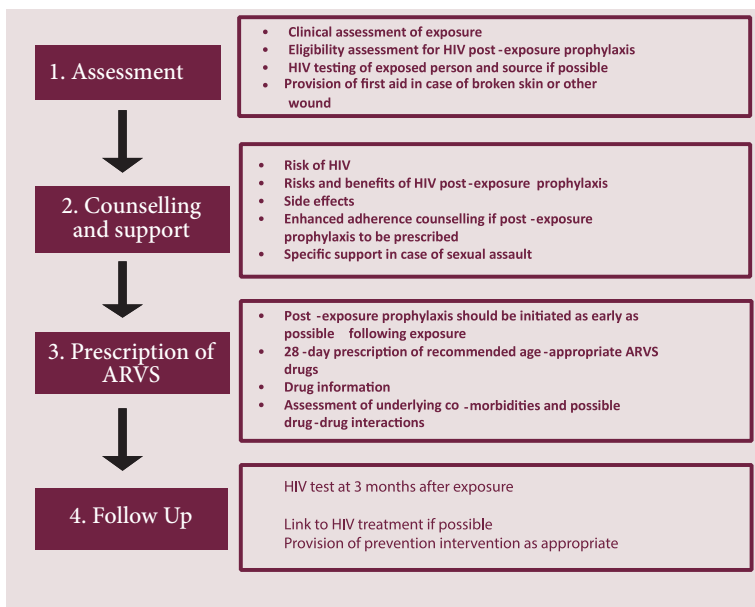 1. Assessment
• Clinical assessment of exposure
• Eligibility assessment for HIV post-exposure prophylaxis
• HIV testing of exposed person and source if possible
• Provision of first aid in case of broken skin or other
wound
2. Counselling
and support
• Risk of HIV
• Risks and benefits of HIV post-exposure prophylaxis
• Side effects
• Enhanced adherence counselling if post-exposure
prophylaxis to be prescribed
• Specific support in case of sexual assault
3. Prescription of
ARVS
• Post -exposure prophylaxis should be initiated as early as
possible following exposure
• 28-day prescription of recommended age-appropriate ARVS
drugs
• Drug information
• Assessment of underlying co -morbidities and possible
drug-drug interactions
4. Follow Up
HIV test at 3 months after exposure
Link to HIV treatment if possible
Provision of prevention intervention as appropriate